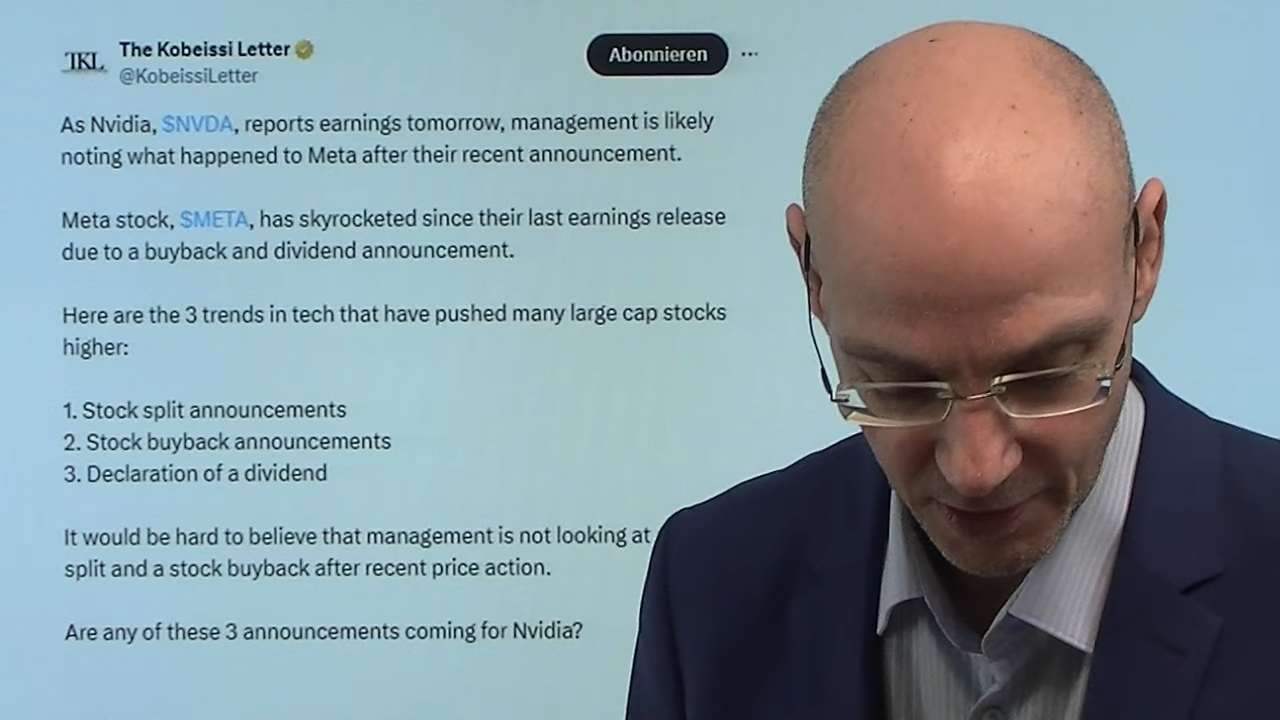 TKL
The Kobeissi Letter
@KobeissiLetter
Abonnieren
As Nvidia, $NVDA, reports earnings tomorrow, management is likely
noting what happened to Meta after their recent announcement.
Meta stock, $META, has skyrocketed since their last earnings release
due to a buyback and dividend announcement.
Here are the 3 trends in tech that have pushed many large cap stocks
higher:
1. Stock split announcements
2. Stock buyback announcements
3. Declaration of a dividend
It would be hard to believe that management is not looking at
split and a stock buyback after recent price action.
Are any of these 3 announcements coming for Nvidia?